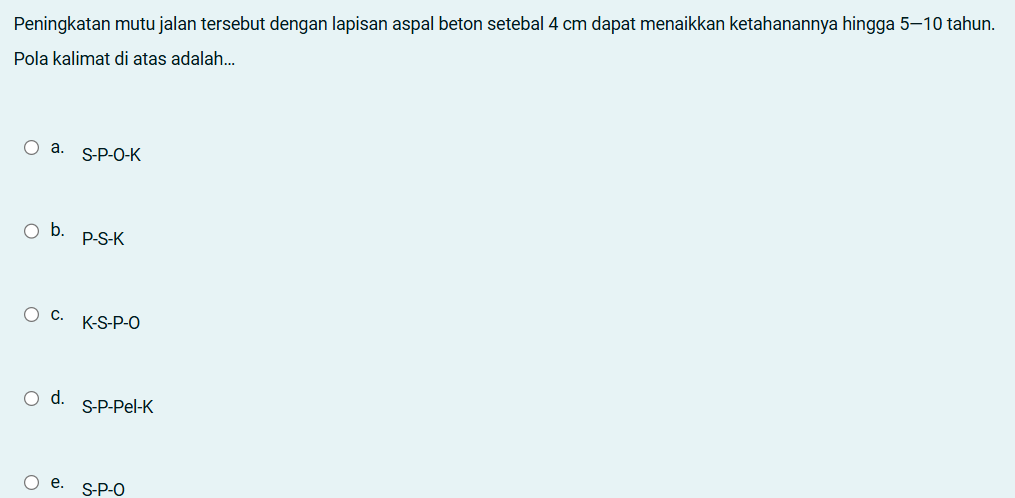 Peningkatan mutu jalan tersebut dengan lapisan aspal beton setebal 4 cm dapat menaikkan ketahanannya hingga 5—10 tahun.
Pola kalimat di atas adalah...
a. S-P-O-K
b. P-S-K
c. K-S-P-O
d. S-P-Pel-K
e. S-P-O